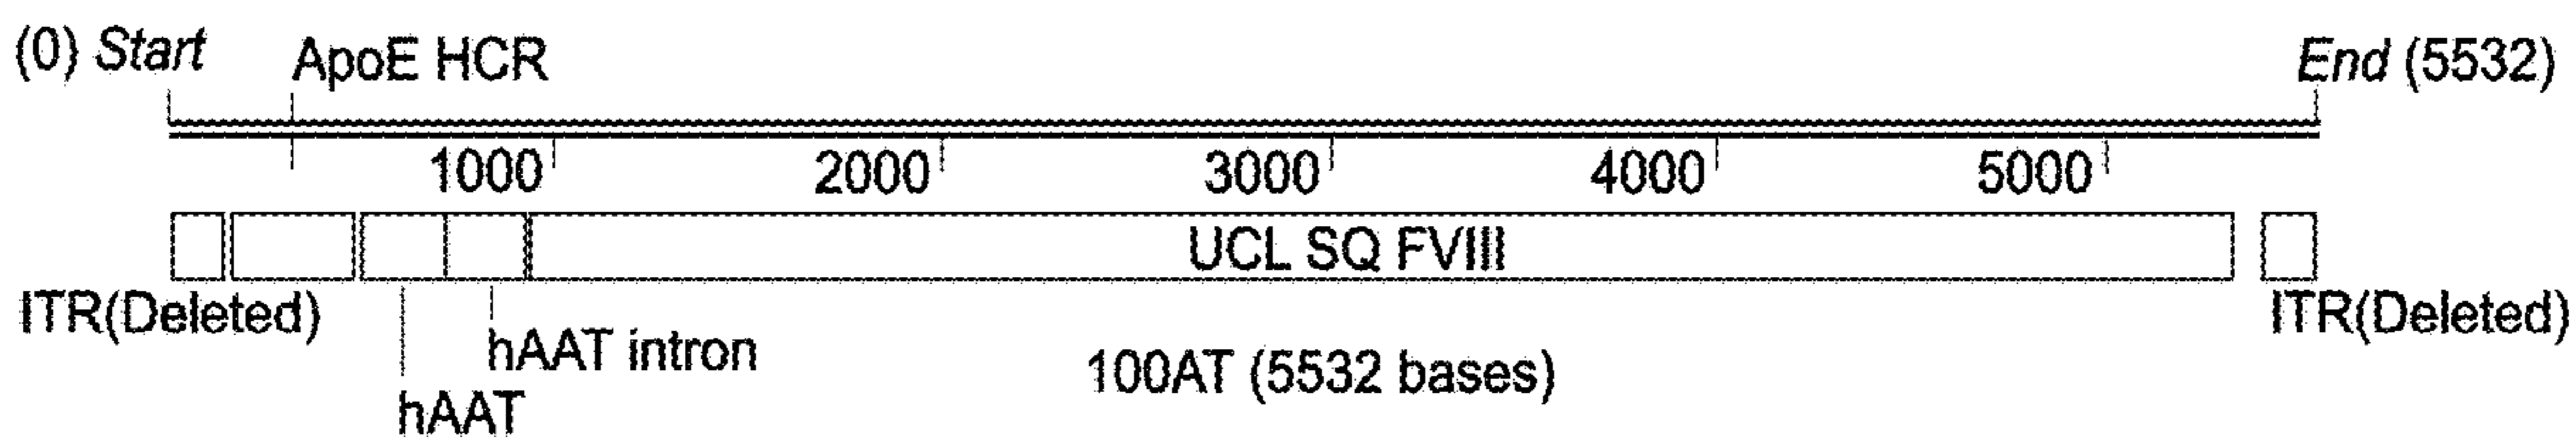 (0) Start ApoE HCR End (5532)
1000 2000 3000 4000 5000
UCL SQ FVIII
ITR(Deleted) ITR(Deleted)
hAAT intron
100AT (5532 bases)
hAAT